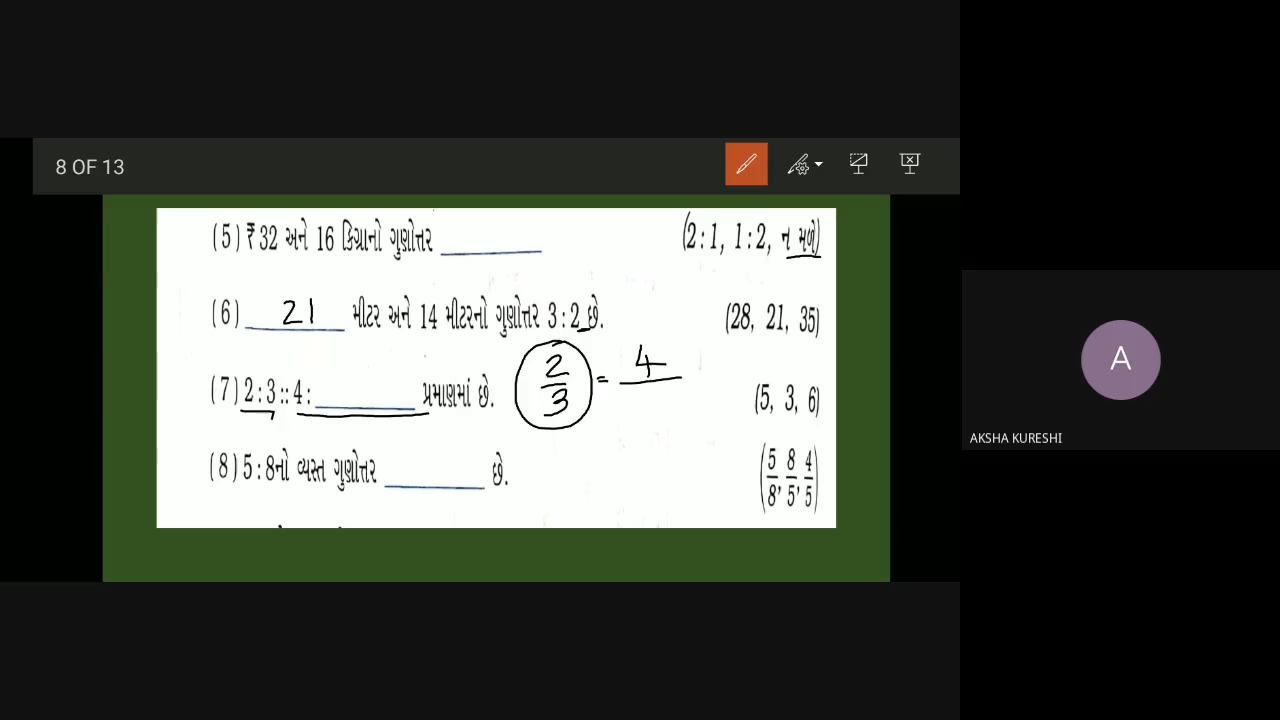 8 OF 13
(5) ₹32 અને 16 કિગ્રાનો ગુણોત્તર ________ (2:1, 1:2, ન મળે)
(6) 21 મીટર અને 14 મીટરનો ગુણોત્તર 3:2 છે. (28, 21, 35)
(7) 2:3::4: ________ પ્રમાણમાં છે. 2/3 = 4/ (5, 3, 6)
(8) 5:8નો વ્યસ્ત ગુણોત્તર ________ છે. (5/8, 8/5, 4/5)
A
AKSHA KURESHI